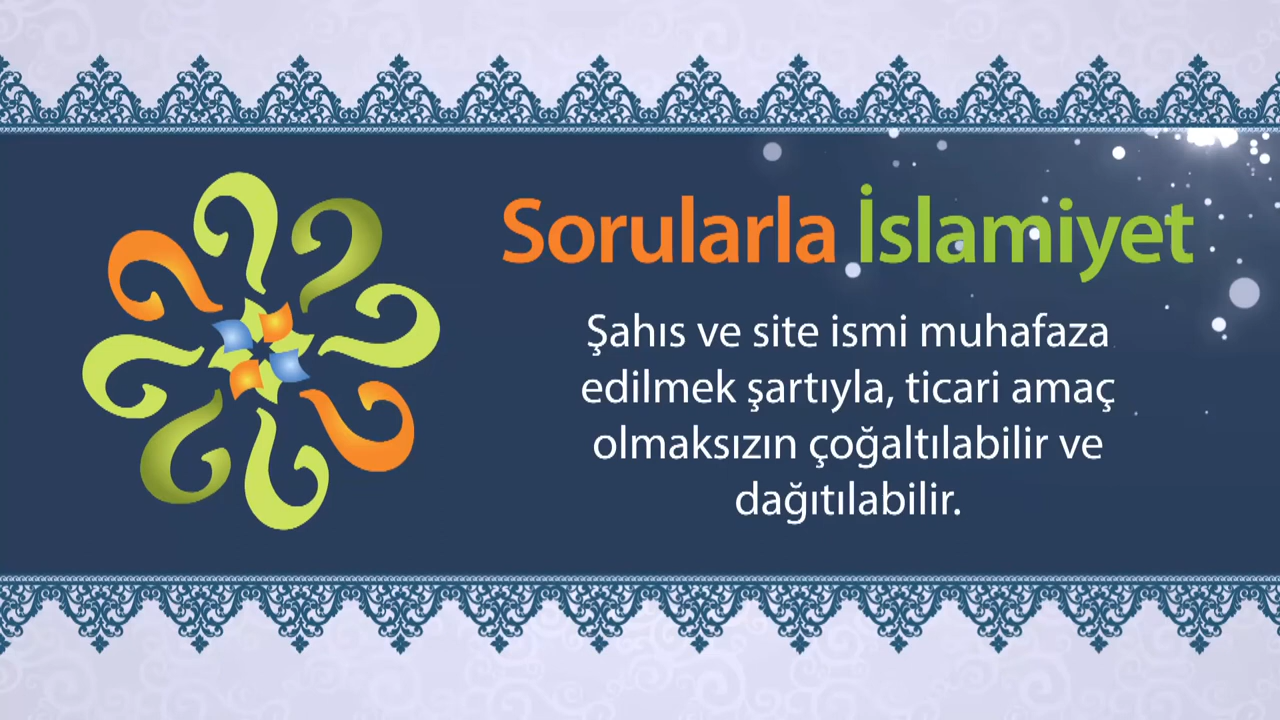 Sorularla İslamiyet
Şahıs ve site ismi muhafaza
edilmek şartıyla, ticari amaç
olmaksızın çoğaltılabilir ve
dağıtılabilir.